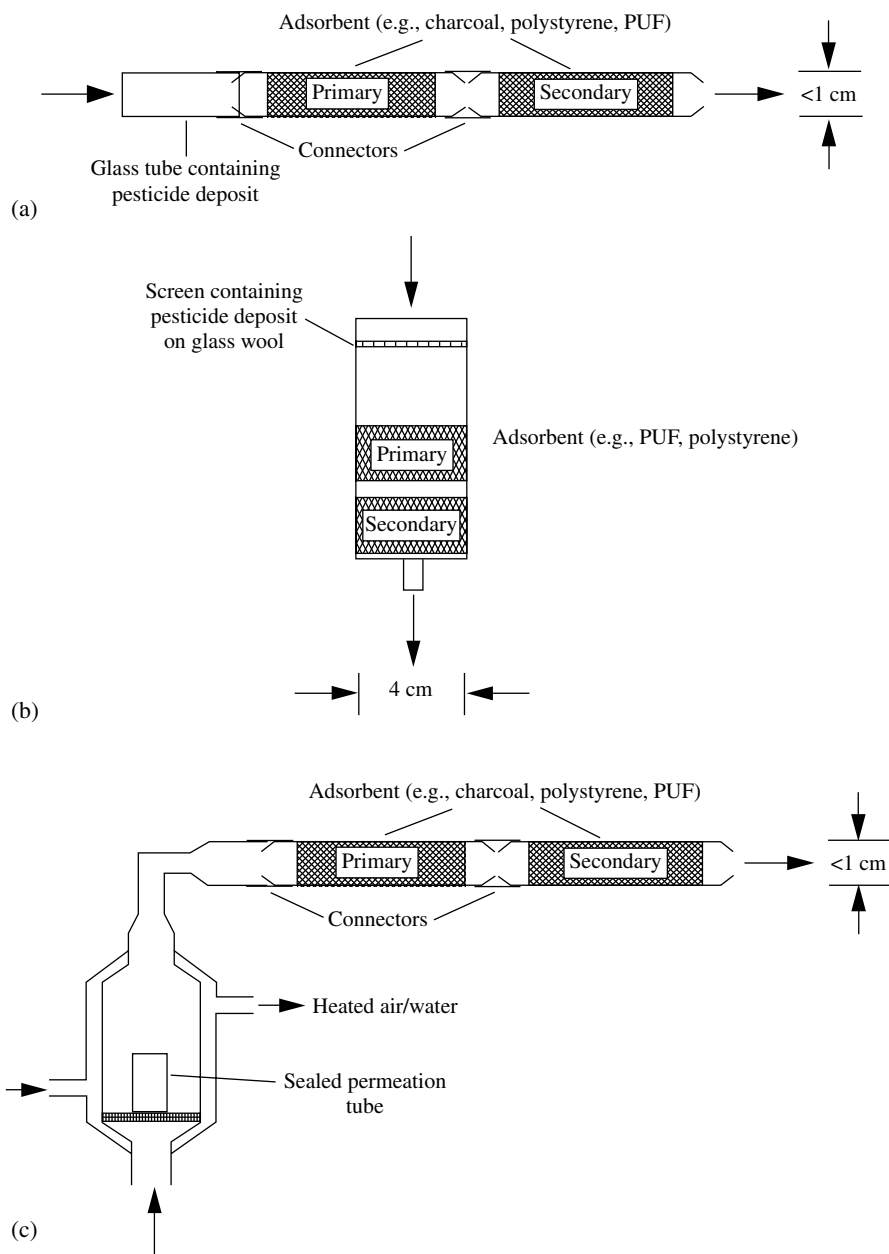 Adsorbent (e.g., charcoal, polystyrene, PUF)
Primary
Secondary
<1 cm
Connectors
Glass tube containing
pesticide deposit
(a)
Screen containing
pesticide deposit
on glass wool
Primary
Adsorbent (e.g., PUF, polystyrene)
Secondary
4 cm
(b)
Adsorbent (e.g., charcoal, polystyrene, PUF)
Primary
Secondary
<1 cm
Connectors
Heated air/water
Sealed permeation
tube
(c)